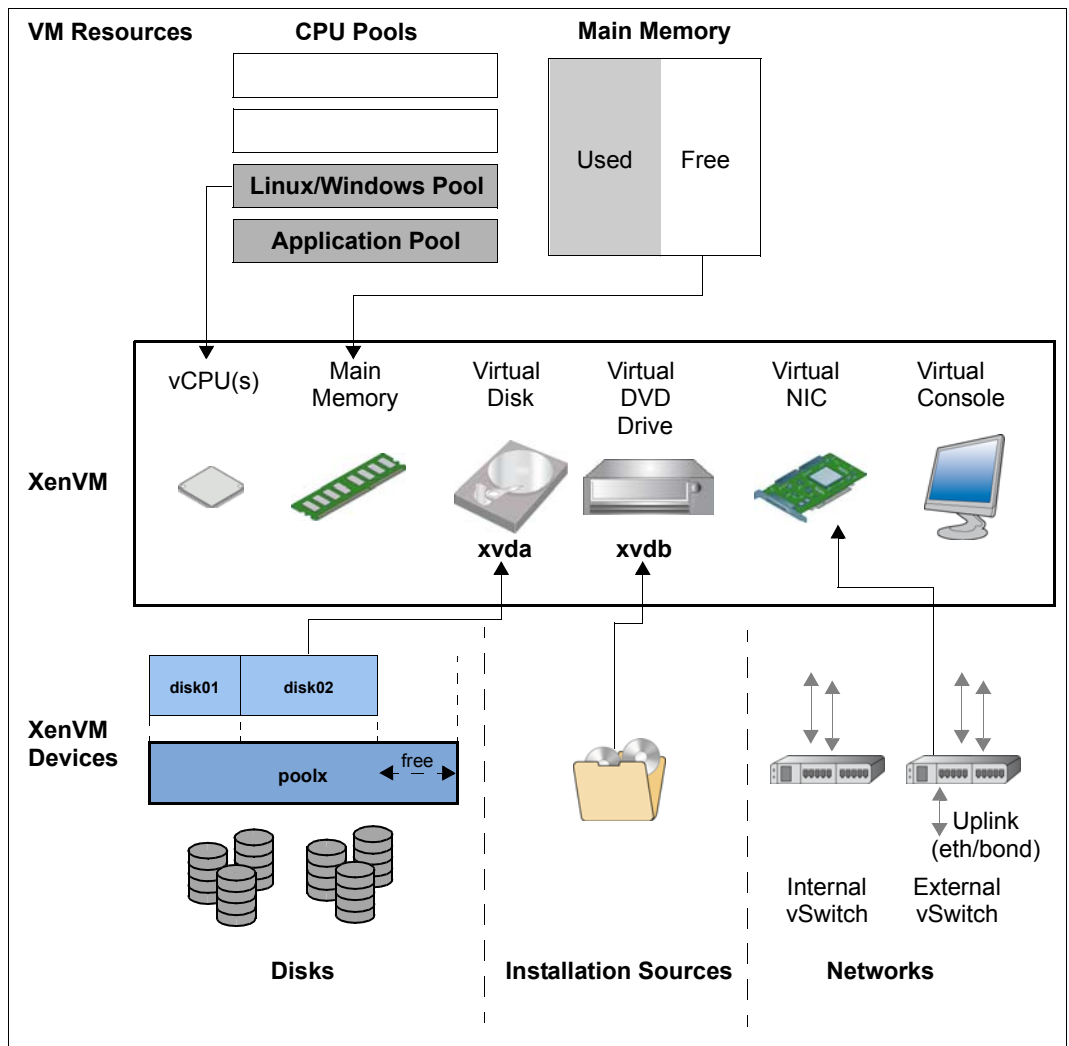 VM Resources
CPU Pools
Main Memory
Linux/Windows Pool
Application Pool
Used
Free
XenVM
vCPU(s)
Main
Memory
Virtual
Disk
Virtual
DVD
Drive
Virtual
NIC
Virtual
Console
xvda
xvdb
XenVM
Devices
disk01
disk02
poolx
free
Uplink
(eth/bond)
Internal
vSwitch
External
vSwitch
Disks
Installation Sources
Networks